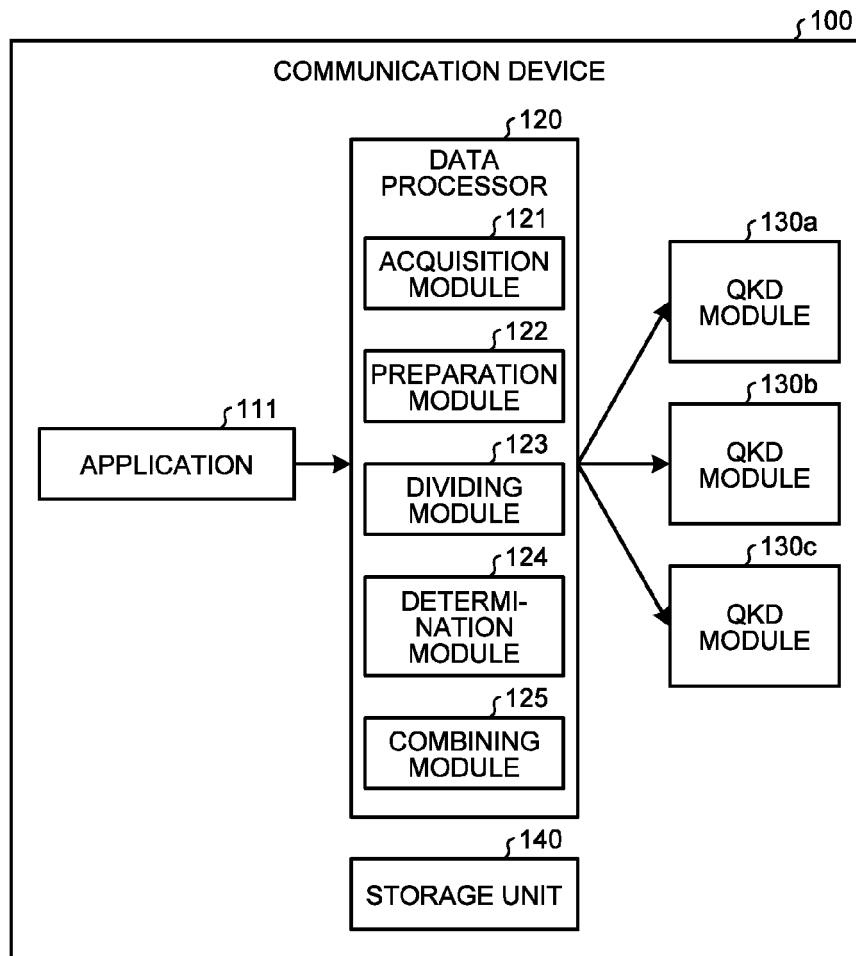 100
COMMUNICATION DEVICE
120
DATA
PROCESSOR
121
ACQUISITION
MODULE
122
PREPARATION
MODULE
111
APPLICATION
123
DIVIDING
MODULE
124
DETERMI-
NATION
MODULE
125
COMBINING
MODULE
130a
QKD
MODULE
130b
QKD
MODULE
130c
QKD
MODULE
140
STORAGE UNIT